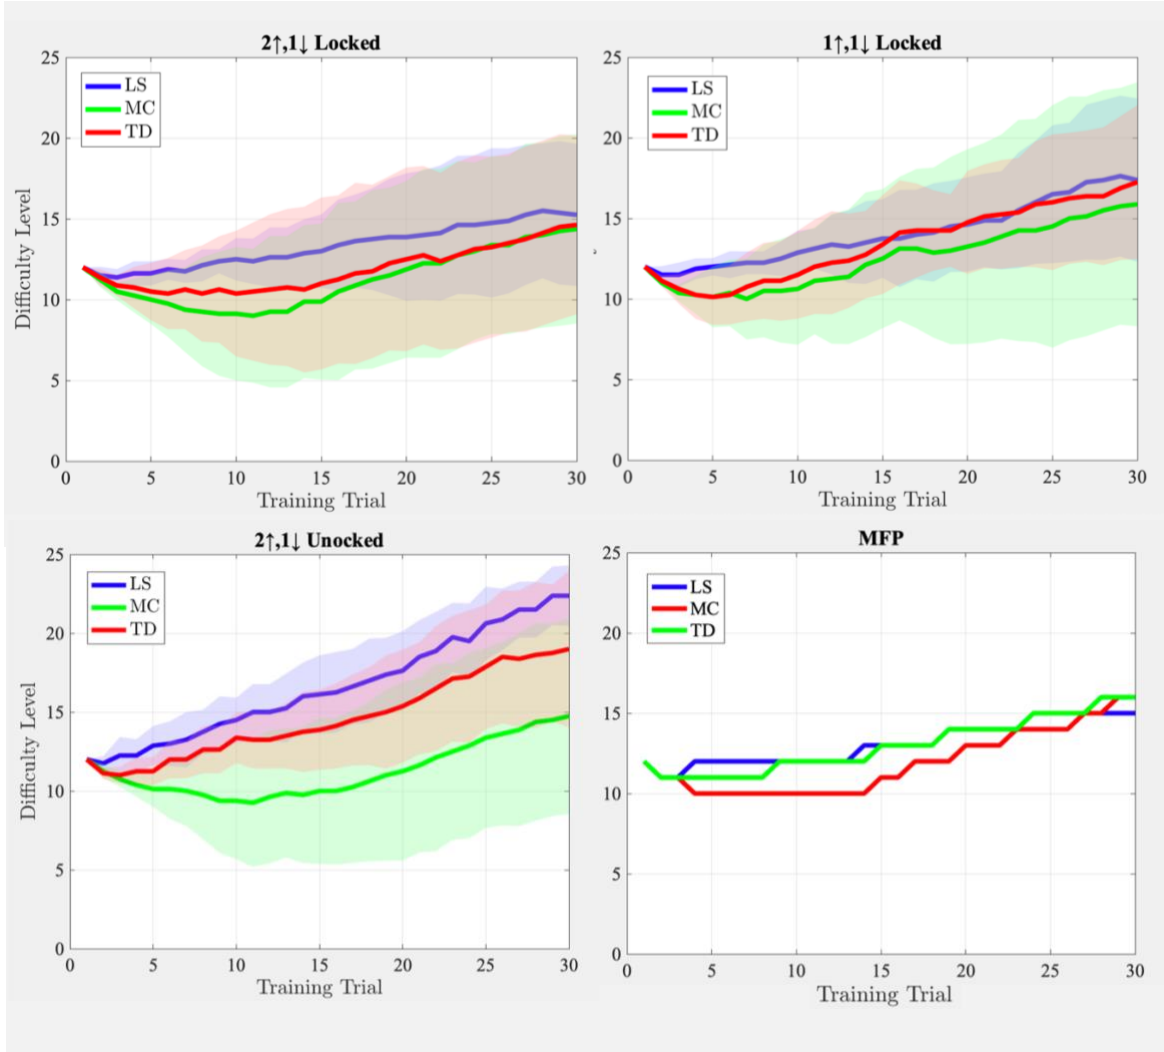 2↑,1↓ Locked
25
20
15
10
5
0
0 5 10 15 20 25 30
Difficulty Level
Training Trial
LS
MC
TD
1↑,1↓ Locked
25
20
15
10
5
0
0 5 10 15 20 25 30
Training Trial
LS
MC
TD
2↑,1↓ Unocked
25
20
15
10
5
0
0 5 10 15 20 25 30
Difficulty Level
Training Trial
LS
MC
TD
MFP
25
20
15
10
5
0
0 5 10 15 20 25 30
Training Trial
LS
MC
TD